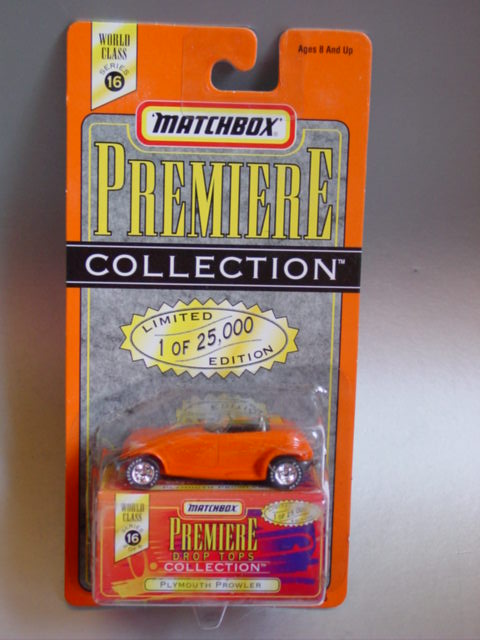 WORLD
CLASS
SERIES
16
Ages 8 And Up
MATCHBOX
PREMIERE
COLLECTION™
LIMITED
1 OF 25,000
EDITION
WORLD
CLASS
SERIES
16
MATCHBOX
PREMIERE
DROP TOPS
COLLECTION™
PLYMOUTH PROWLER